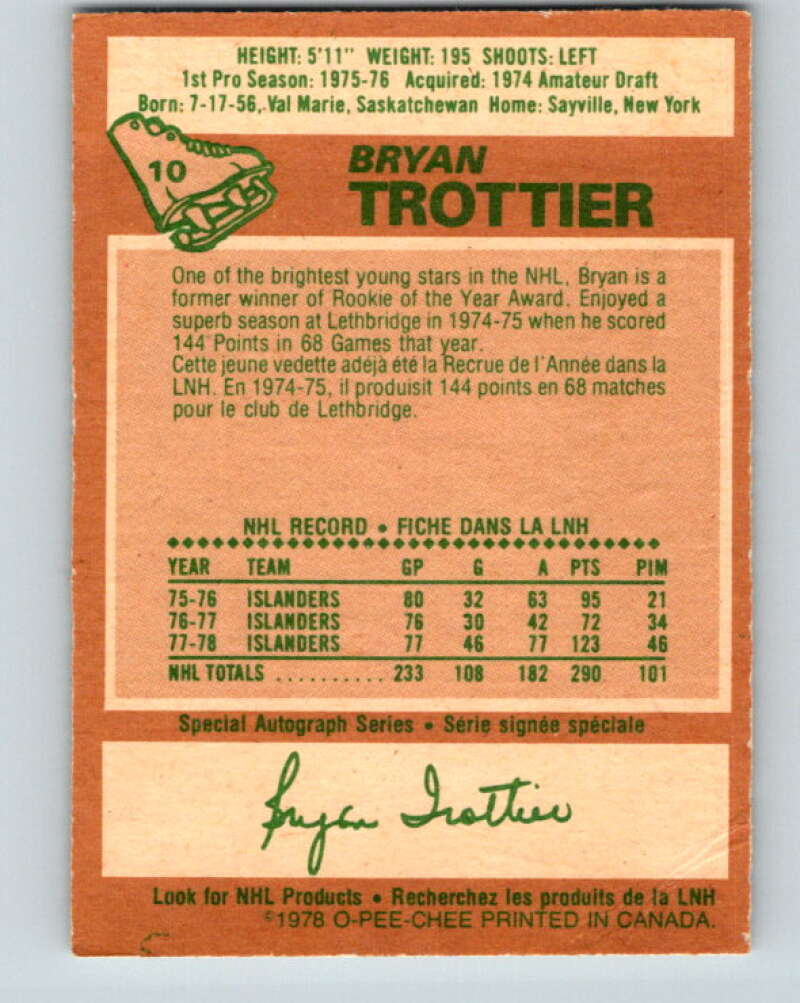 HEIGHT: 5'11" WEIGHT: 195 SHOOTS: LEFT
1st Pro Season: 1975-76 Acquired: 1974 Amateur Draft
Born: 7-17-56, Val Marie, Saskatchewan Home: Sayville, New York
10
BRYAN
TROTTIER
One of the brightest young stars in the NHL, Bryan is a
former winner of Rookie of the Year Award. Enjoyed a
superb season at Lethbridge in 1974-75 when he scored
144 Points in 68 Games that year.
Cette jeune vedette adéjà été la Recrue de l'Année dans la
LNH. En 1974-75, il produisit 144 points en 68 matches
pour le club de Lethbridge.
NHL RECORD • FICHE DANS LA LNH
YEAR TEAM GP G A PTS PIM
75-76 ISLANDERS 80 32 63 95 21
76-77 ISLANDERS 76 30 42 72 34
77-78 ISLANDERS 77 46 77 123 46
NHL TOTALS .......... 233 108 182 290 101
Special Autograph Series • Série signée spéciale
Bryan Trottier
Look for NHL Products • Recherchez les produits de la LNH
©1978 O-PEE-CHEE PRINTED IN CANADA.